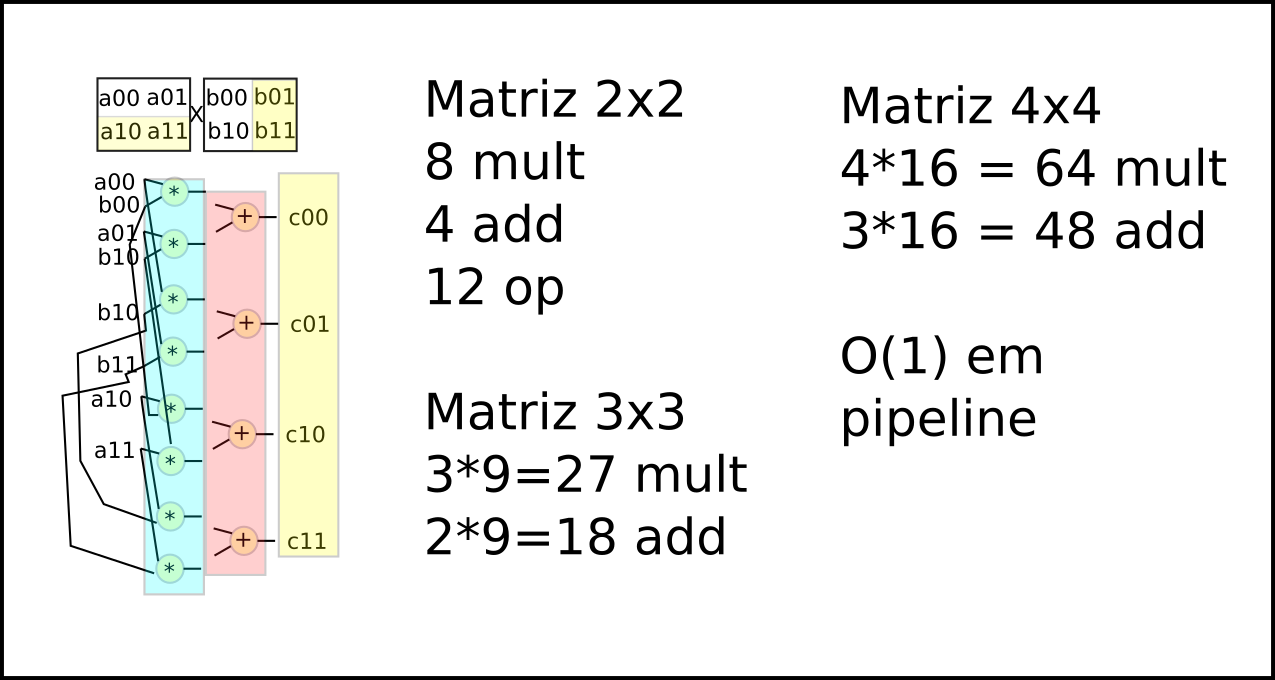 a00 a01 x b00 b01
a10 a11 b10 b11
a00
b00
a01
b10
b10
b11
a10
a11
*
*
*
*
*
*
*
*
+
+
+
+
c00
c01
c10
c11
Matriz 2x2
8 mult
4 add
12 op
Matriz 3x3
3*9=27 mult
2*9=18 add
Matriz 4x4
4*16 = 64 mult
3*16 = 48 add
O(1) em
pipeline